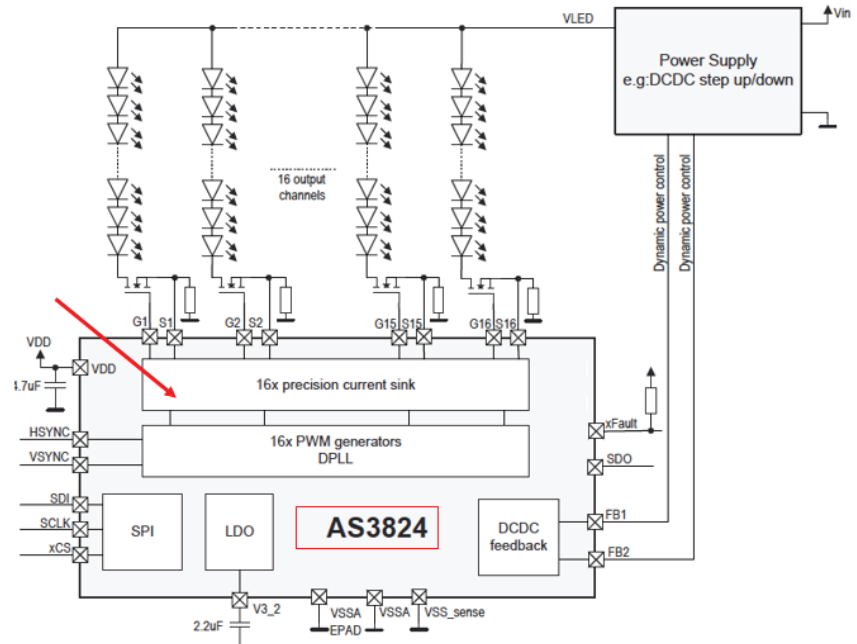 VLED
Vin
Power Supply
e.g:DCDC step up/down
Dynamic power control
Dynamic power control
16 output
channels
G1
S1
G2
S2
G15
S15
G16
S16
VDD
VDD
4.7uF
16x precision current sink
HSYNC
VSYNC
16x PWM generators
DPLL
xFault
SDO
SDI
SCLK
xCS
SPI
LDO
AS3824
DCDC
feedback
FB1
FB2
V3_2
2.2uF
VSSA
EPAD
VSSA
VSS_sense